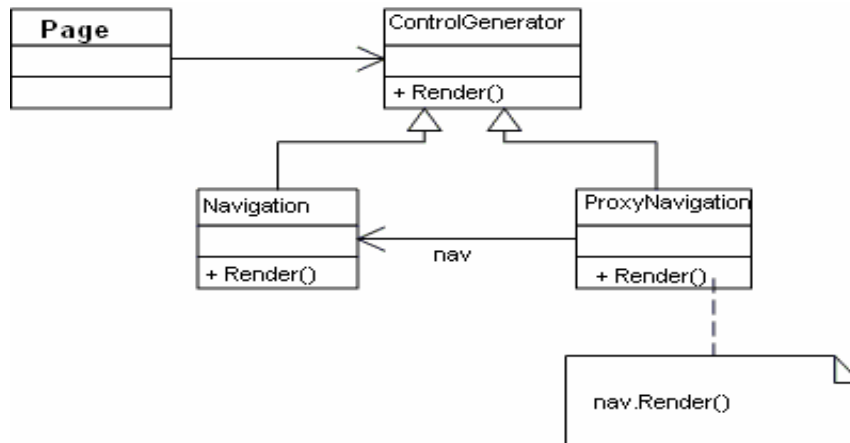 Page
ControlGenerator
+ Render()
Navigation
+ Render()
nav
ProxyNavigation
+ Render()
nav.Render()